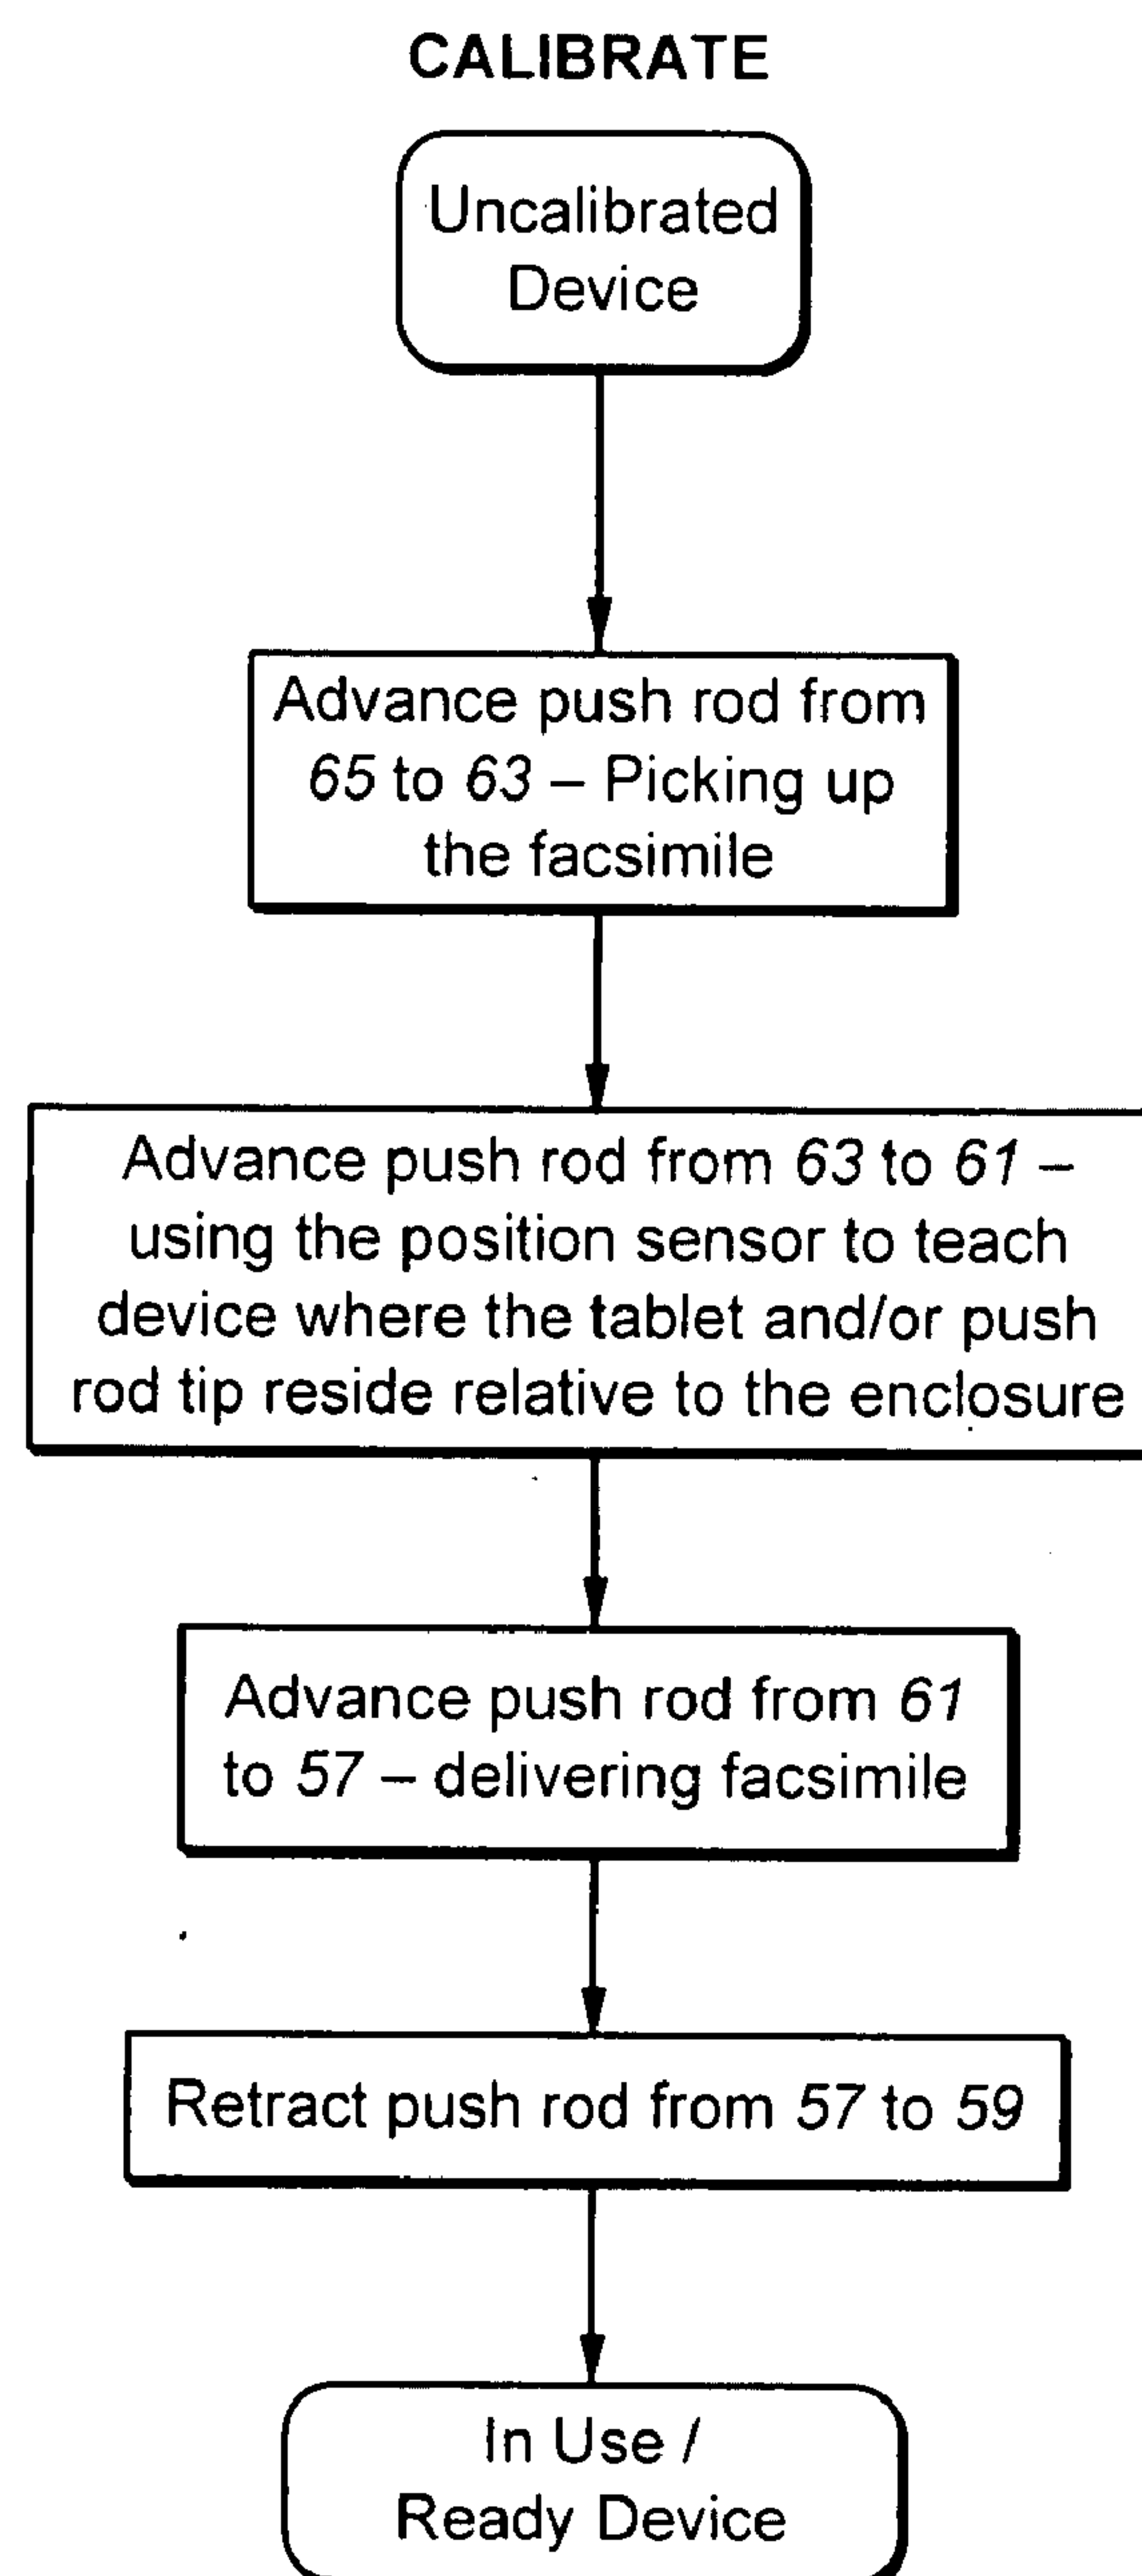 CALIBRATE
Uncalibrated
Device
Advance push rod from
65 to 63 – Picking up
the facsimile
Advance push rod from 63 to 61 –
using the position sensor to teach
device where the tablet and/or push
rod tip reside relative to the enclosure
Advance push rod from 61
to 57 – delivering facsimile
Retract push rod from 57 to 59
In Use /
Ready Device